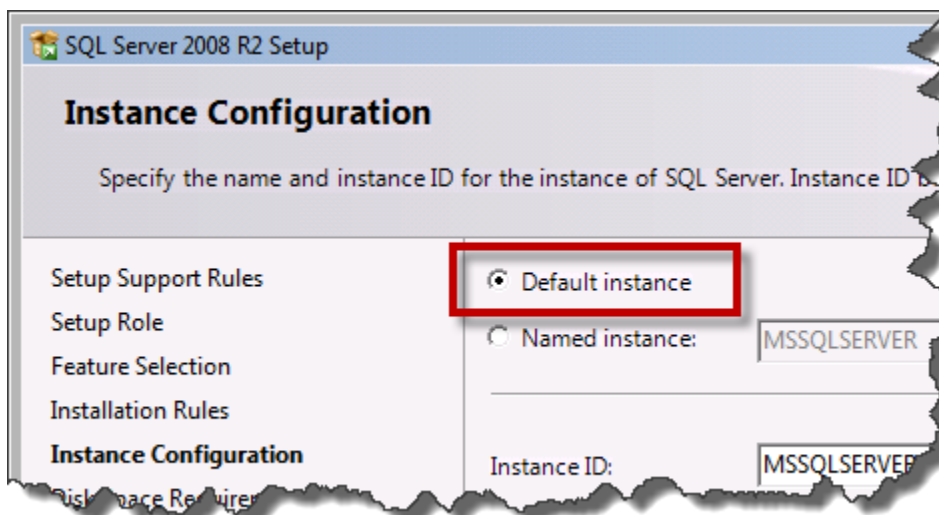 SQL Server 2008 R2 Setup
Instance Configuration
Specify the name and instance ID for the instance of SQL Server. Instance ID
Setup Support Rules
Setup Role
Feature Selection
Installation Rules
Instance Configuration
Disk Space
Default instance
Named instance: MSSQLSERVER
Instance ID: MSSQLSERVER